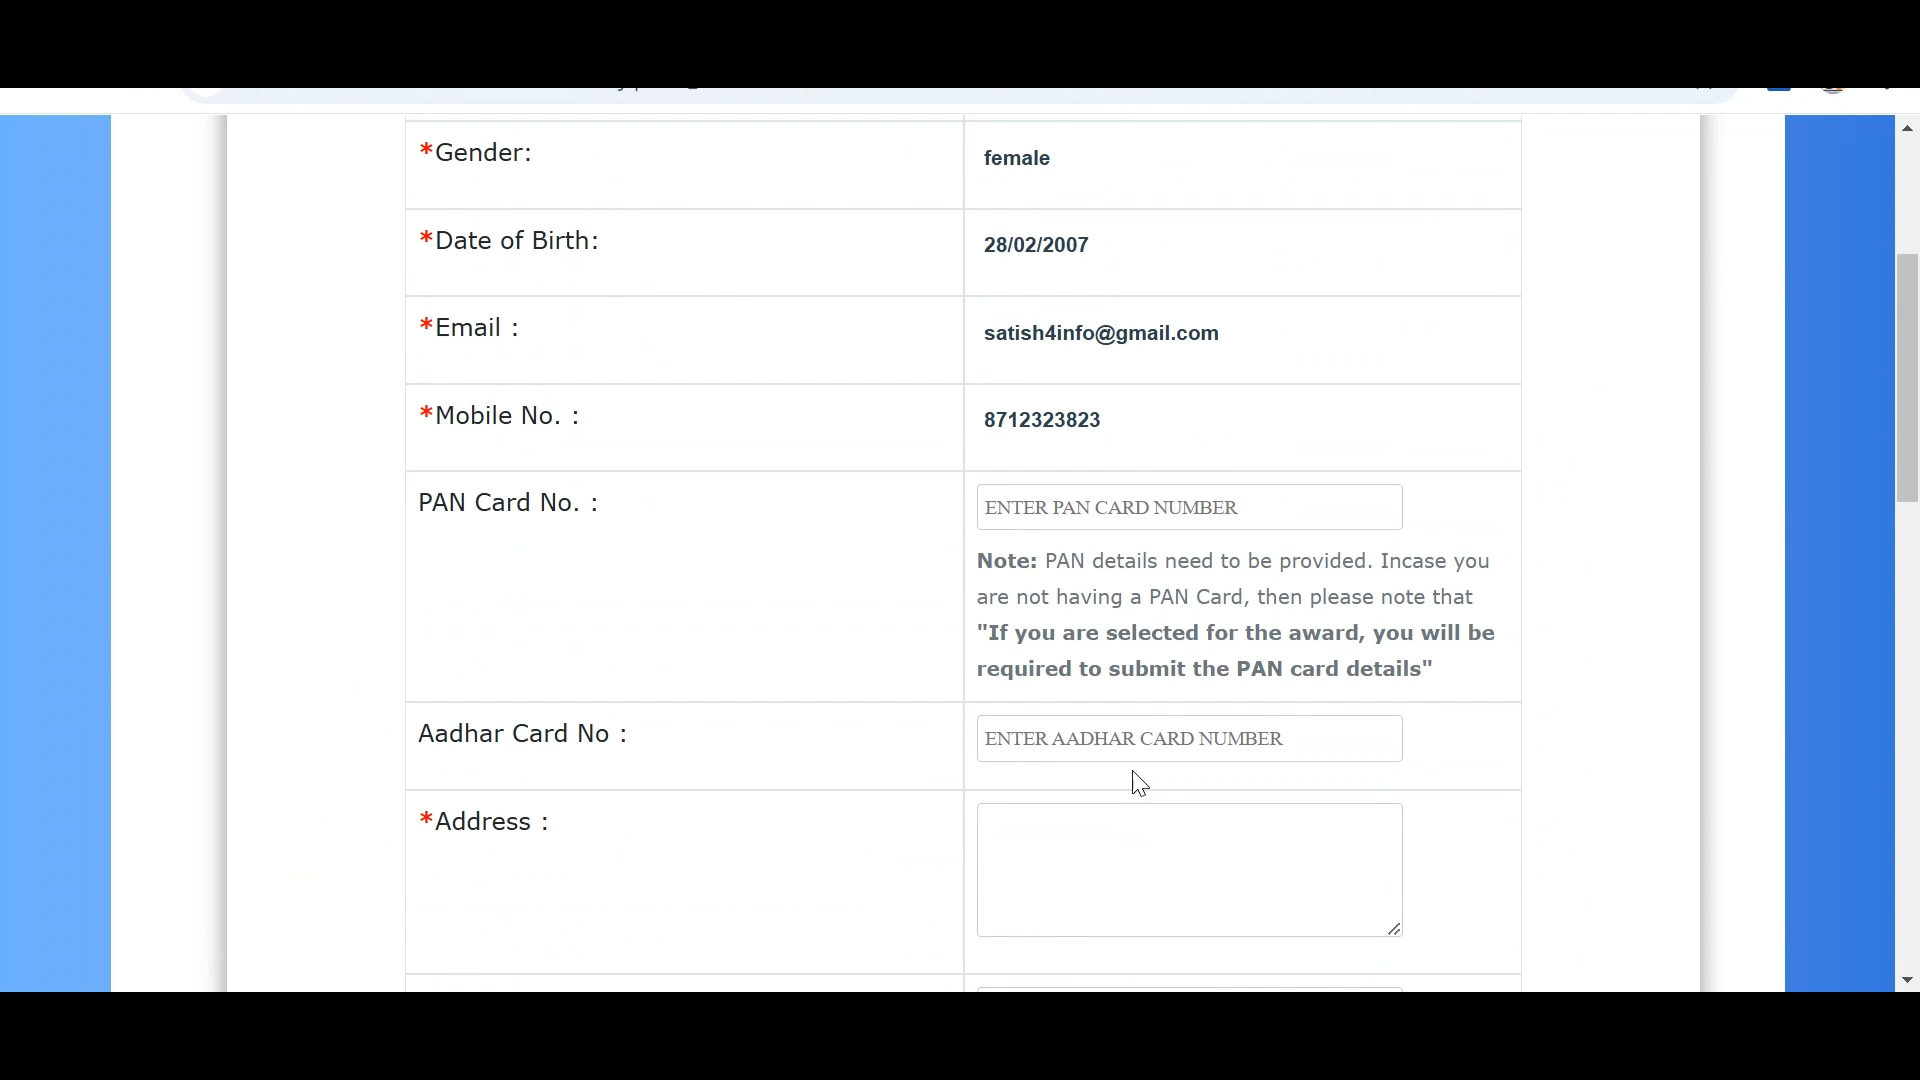 *Gender:
female
*Date of Birth:
28/02/2007
*Email :
satish4info@gmail.com
*Mobile No. :
8712323823
PAN Card No. :
ENTER PAN CARD NUMBER
Note: PAN details need to be provided. Incase you
are not having a PAN Card, then please note that
"If you are selected for the award, you will be
required to submit the PAN card details"
Aadhar Card No :
ENTER AADHAR CARD NUMBER
*Address :